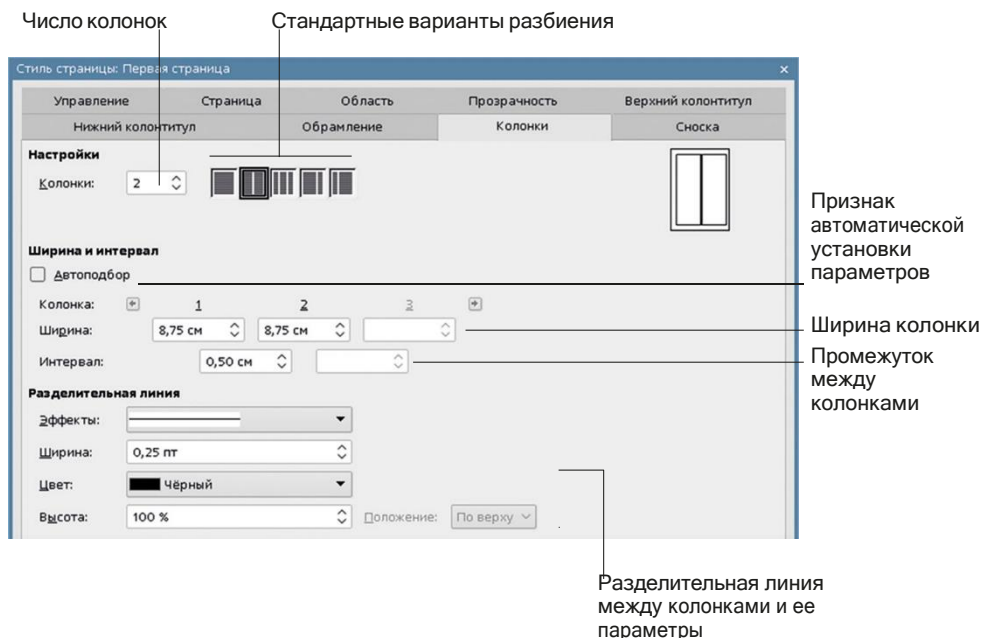 Число колонок
Стандартные варианты разбиения
Стиль страницы: Первая страница
Управление Страница Область Прозрачность Верхний колонтитул
Нижний колонтитул Обрамление Колонки Сноска
Настройки
Колонки: 2
Признак
автоматической
установки
параметров
Ширина и интервал
Автоподбор
Колонка: 1 2 3
Ширина: 8,75 см 8,75 см
Ширина колонки
Интервал: 0,50 см
Промежуток
между
колонками
Разделительная линия
Эффекты:
Ширина: 0,25 пт
Цвет: Чёрный
Высота: 100 % Положение: По верху
Разделительная линия
между колонками и ее
параметры